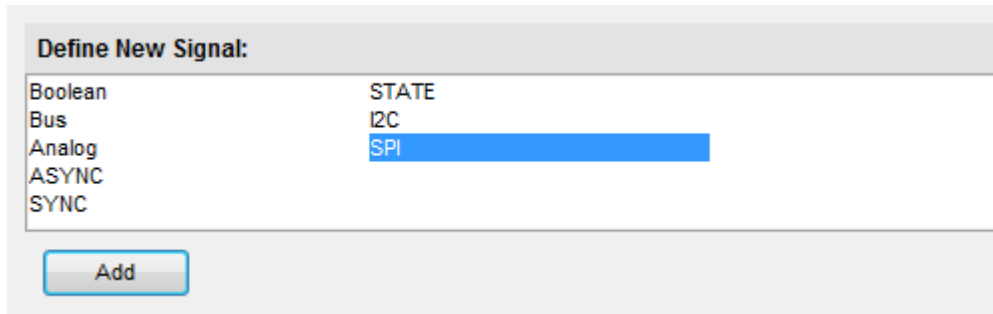 Define New Signal:
Boolean STATE
Bus I2C
Analog SPI
ASYNC
SYNC
Add